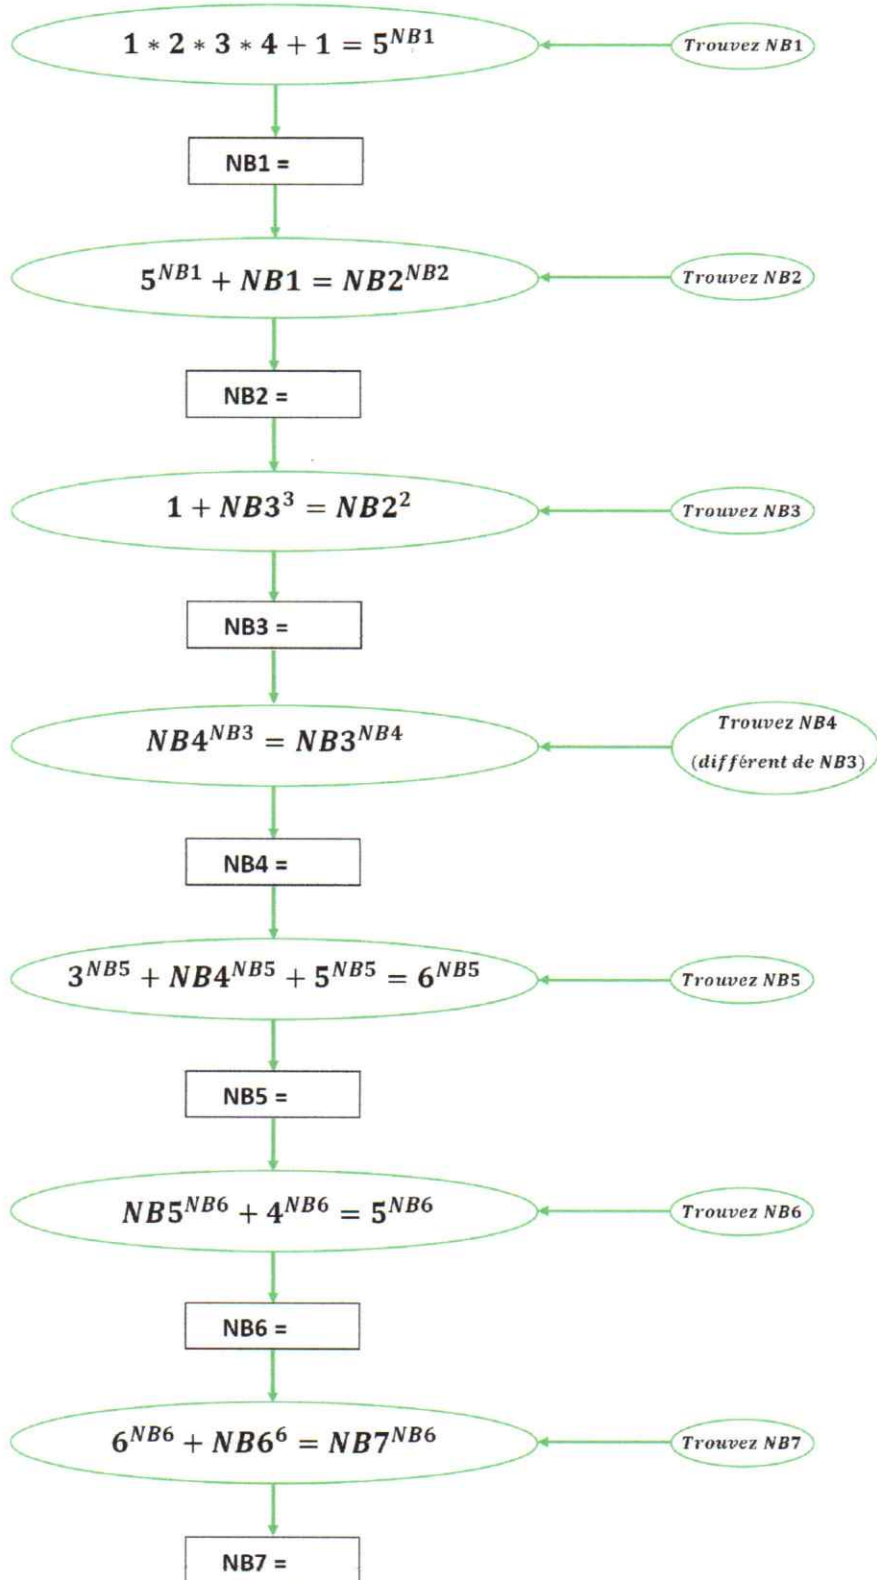 1 * 2 * 3 * 4 + 1 = 5^{NB1}
Trouvez NB1
NB1 =
5^{NB1} + NB1 = NB2^{NB2}
Trouvez NB2
NB2 =
1 + NB3^3 = NB2^2
Trouvez NB3
NB3 =
NB4^{NB3} = NB3^{NB4}
Trouvez NB4
(différent de NB3)
NB4 =
3^{NB5} + NB4^{NB5} + 5^{NB5} = 6^{NB5}
Trouvez NB5
NB5 =
NB5^{NB6} + 4^{NB6} = 5^{NB6}
Trouvez NB6
NB6 =
6^{NB6} + NB6^6 = NB7^{NB6}
Trouvez NB7
NB7 =